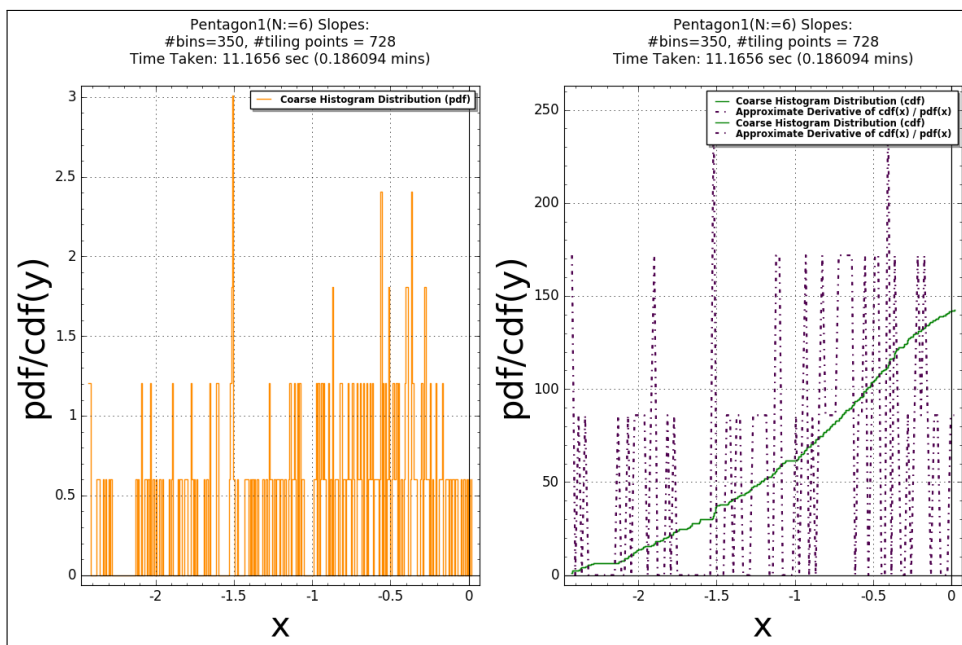 Pentagon1(N:=6) Slopes:
#bins=350, #tiling points = 728
Time Taken: 11.1656 sec (0.186094 mins)
Coarse Histogram Distribution (pdf)
3
2.5
2
1.5
1
0.5
0
pdf/cdf(y)
-2
-1.5
-1
-0.5
0
x
Pentagon1(N:=6) Slopes:
#bins=350, #tiling points = 728
Time Taken: 11.1656 sec (0.186094 mins)
Coarse Histogram Distribution (cdf)
Approximate Derivative of cdf(x) / pdf(x)
Coarse Histogram Distribution (cdf)
Approximate Derivative of cdf(x) / pdf(x)
250
200
150
100
50
0
pdf/cdf(y)
-2
-1.5
-1
-0.5
0
x